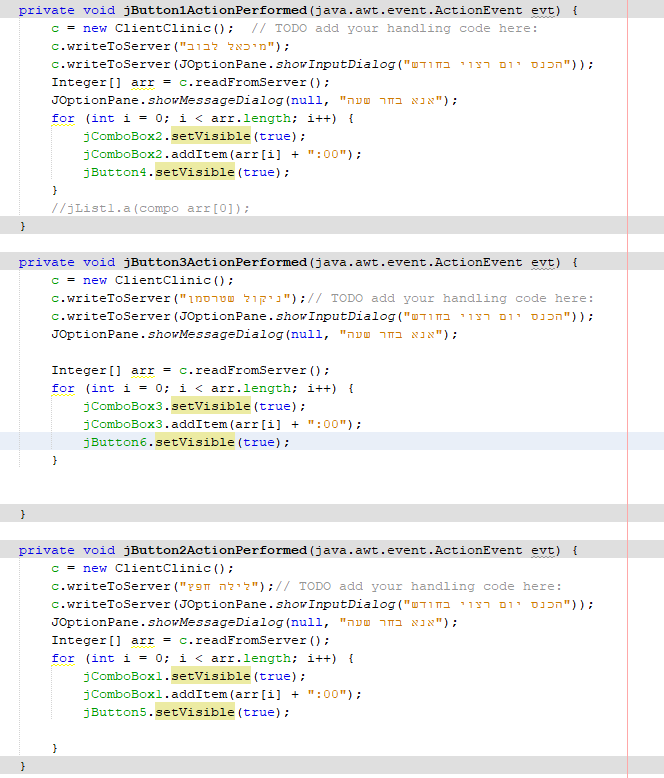 private void jButton1ActionPerformed(java.awt.event.ActionEvent evt) {
c = new ClientClinic();  // TODO add your handling code here:
c.writeToServer("מיכאל לבוב");
c.writeToServer(JOptionPane.showInputDialog("הכנס יום רצוי בחודש"));
Integer[] arr = c.readFromServer();
JOptionPane.showMessageDialog(null, "אנא בחר שעה");
for (int i = 0; i < arr.length; i++) {
jComboBox2.setVisible(true);
jComboBox2.addItem(arr[i] + ":00");
jButton4.setVisible(true);
}
//jList1.a(compo arr[0]);
}
private void jButton3ActionPerformed(java.awt.event.ActionEvent evt) {
c = new ClientClinic();
c.writeToServer("ניקול שטרסמן");// TODO add your handling code here:
c.writeToServer(JOptionPane.showInputDialog("הכנס יום רצוי בחודש"));
JOptionPane.showMessageDialog(null, "אנא בחר שעה");
Integer[] arr = c.readFromServer();
for (int i = 0; i < arr.length; i++) {
jComboBox3.setVisible(true);
jComboBox3.addItem(arr[i] + ":00");
jButton6.setVisible(true);
}
}
private void jButton2ActionPerformed(java.awt.event.ActionEvent evt) {
c = new ClientClinic();
c.writeToServer("לילה חפץ");// TODO add your handling code here:
c.writeToServer(JOptionPane.showInputDialog("הכנס יום רצוי בחודש"));
JOptionPane.showMessageDialog(null, "אנא בחר שעה");
Integer[] arr = c.readFromServer();
for (int i = 0; i < arr.length; i++) {
jComboBox1.setVisible(true);
jComboBox1.addItem(arr[i] + ":00");
jButton5.setVisible(true);
}
}